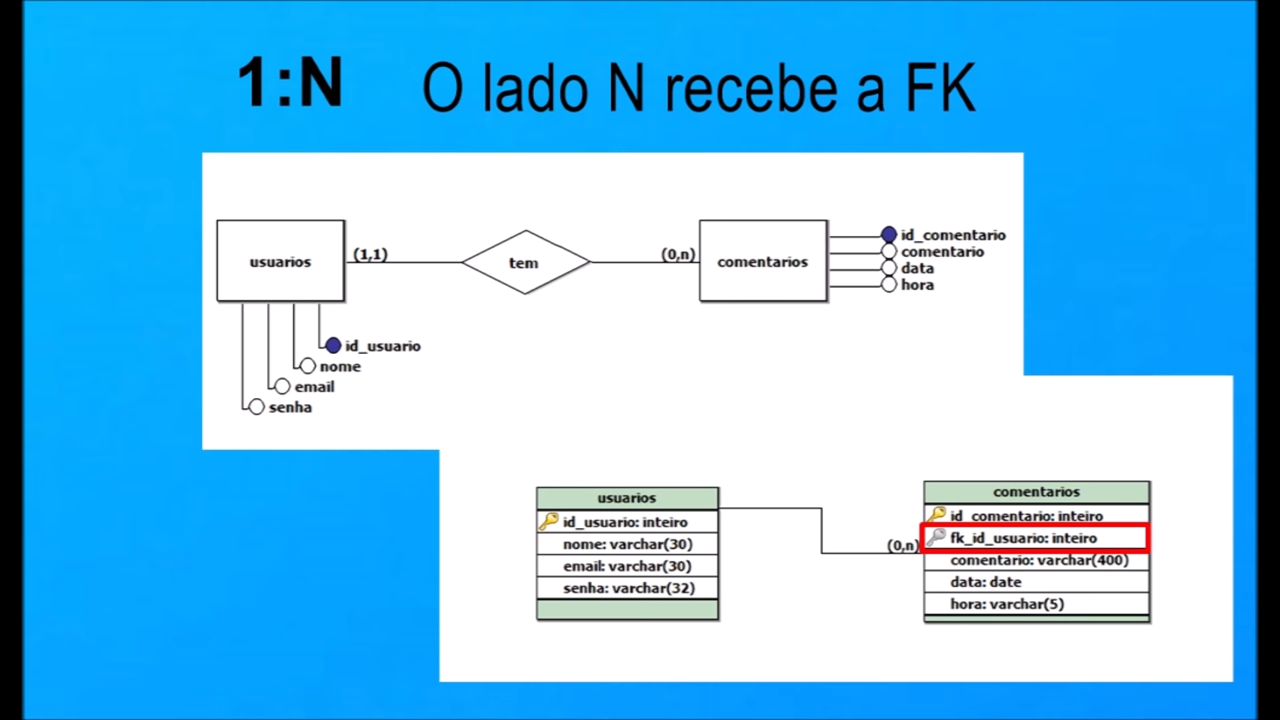 1:N O lado N recebe a FK
usuarios (1,1) tem (0,n) comentarios
id_comentario
comentario
data
hora
id_usuario
nome
email
senha
usuarios
id_usuario: inteiro
nome: varchar(30)
email: varchar(30)
senha: varchar(32)
(0,n)
comentarios
id_comentario: inteiro
fk_id_usuario: inteiro
comentario: varchar(400)
data: date
hora: varchar(5)